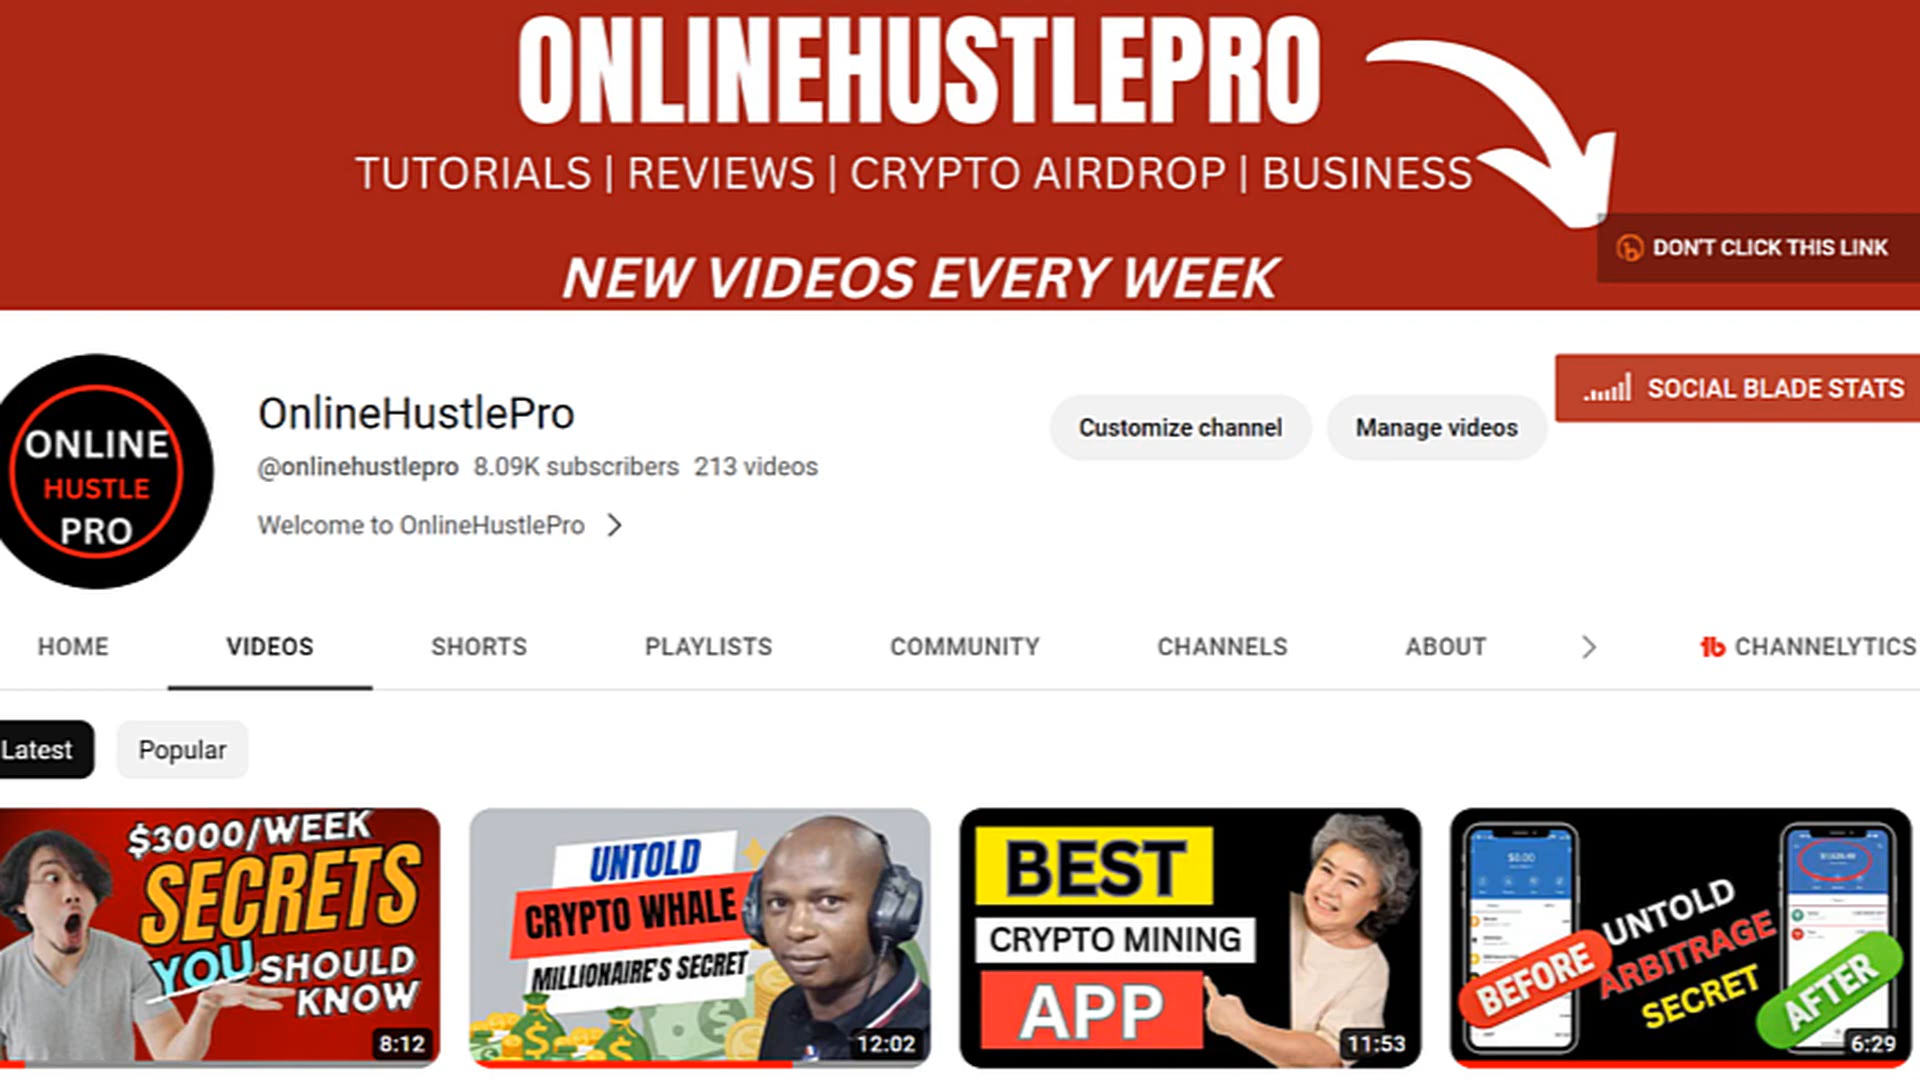 ONLINEHUSTLEPRO
TUTORIALS | REVIEWS | CRYPTO AIRDROP | BUSINESS
DON'T CLICK THIS LINK
NEW VIDEOS EVERY WEEK
ONLINE
HUSTLE
PRO
OnlineHustlePro
@onlinehustlepro 8.09K subscribers 213 videos
Welcome to OnlineHustlePro
Customize channel
Manage videos
SOCIAL BLADE STATS
HOME VIDEOS SHORTS PLAYLISTS COMMUNITY CHANNELS ABOUT CHANNELYTICS
Latest Popular
$3000/WEEK
SECRETS
YOU SHOULD
KNOW
8:12
UNTOLD
CRYPTO WHALE
MILLIONAIRE'S SECRET
12:02
BEST
CRYPTO MINING
APP
11:53
$0.00
BEFORE
UNTOLD
ARBITRAGE
SECRET
AFTER
6:29